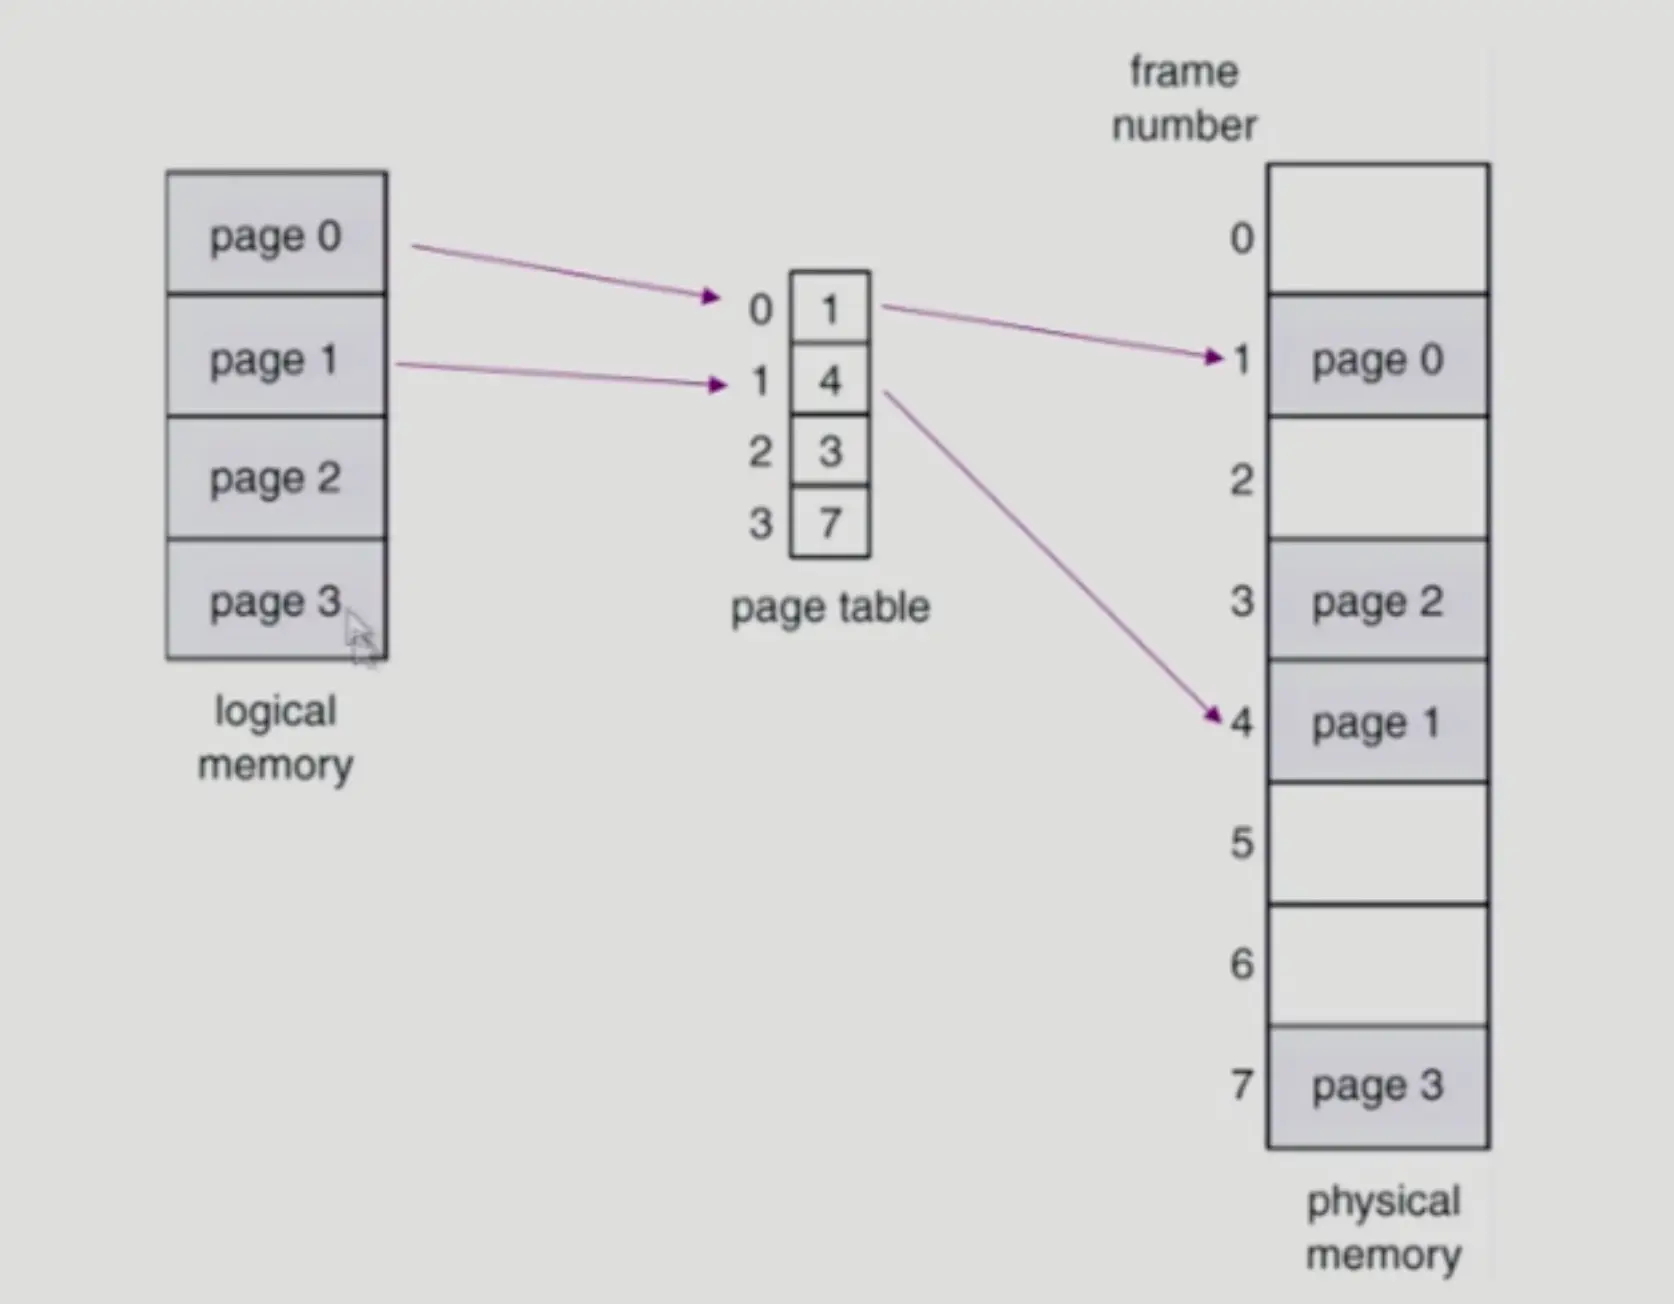 frame
number
page 0
page 1
page 2
page 3
logical
memory
0 1
1 4
2 3
3 7
page table
0
1 page 0
2
3 page 2
4 page 1
5
6
7 page 3
physical
memory